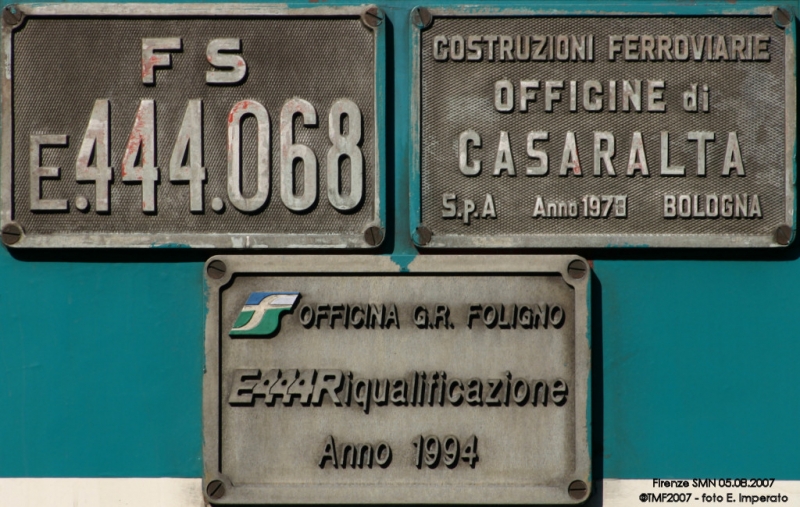 FS
E.444.068
COSTRUZIONI FERROVIARIE
OFFICINE di
CASARALTA
S.p.A Anno 1973 BOLOGNA
OFFICINA G.R. FOLIGNO
E444Riqualificazione
Anno 1994
Firenze SMN 05.08.2007
©TMF2007 - foto E. Imperato